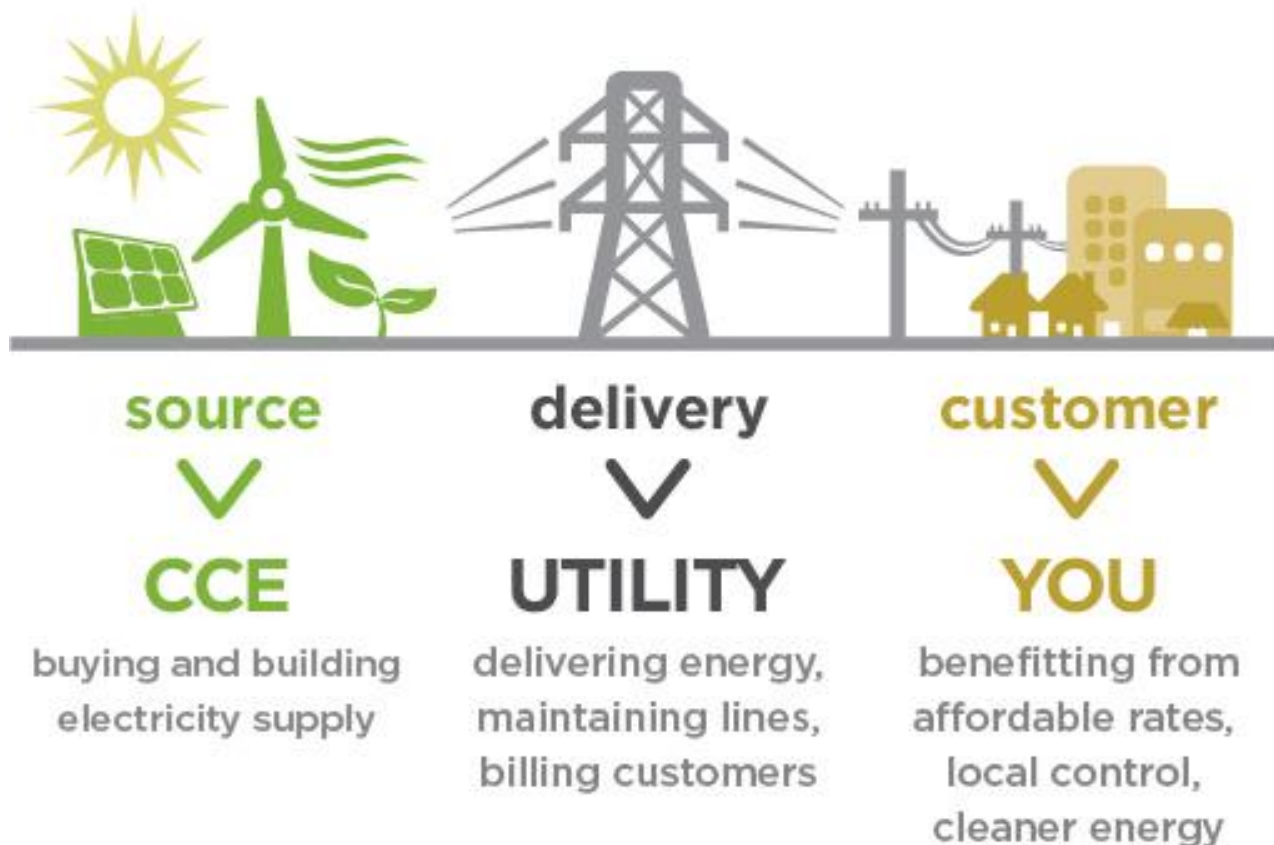 source
delivery
customer
CCE
UTILITY
YOU
buying and building
electricity supply
delivering energy,
maintaining lines,
billing customers
benefitting from
affordable rates,
local control,
cleaner energy